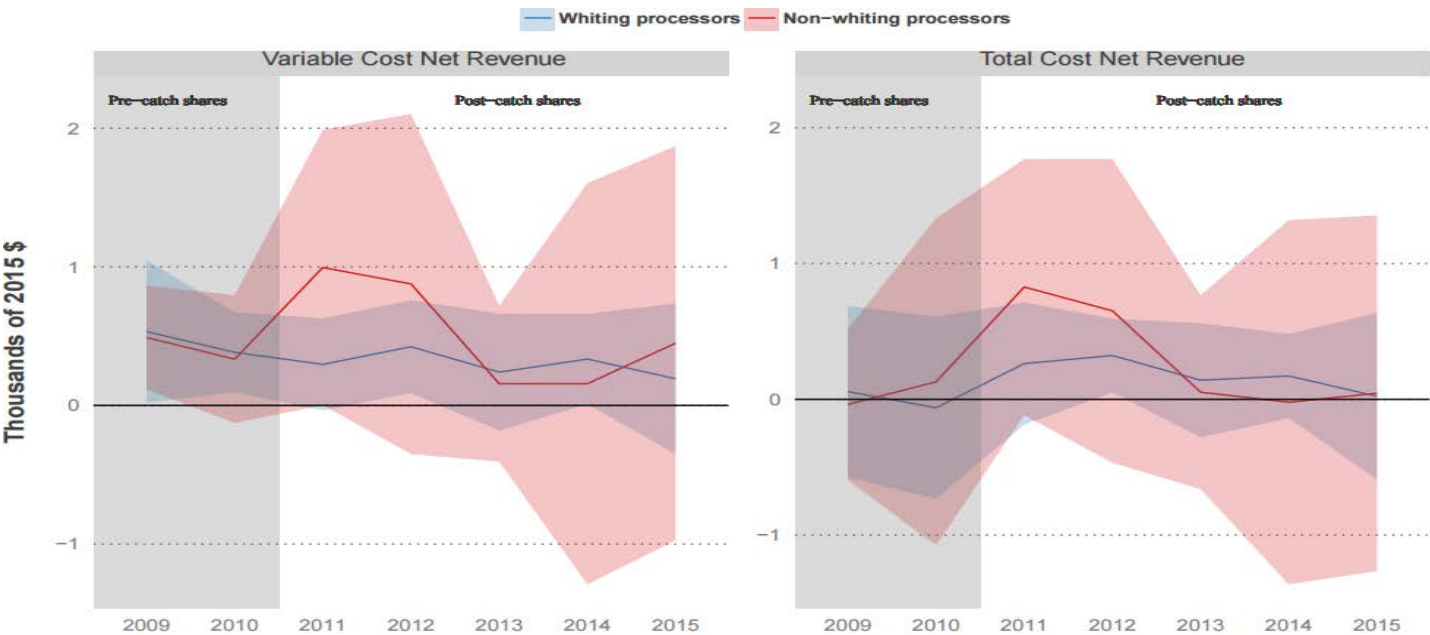 Whiting processors Non−whiting processors
Variable Cost Net Revenue
Total Cost Net Revenue
Pre−catch shares
Post−catch shares
Pre−catch shares
Post−catch shares
Thousands of 2015 $
2
1
0
−1
2
1
0
−1
2009 2010 2011 2012 2013 2014 2015
2009 2010 2011 2012 2013 2014 2015